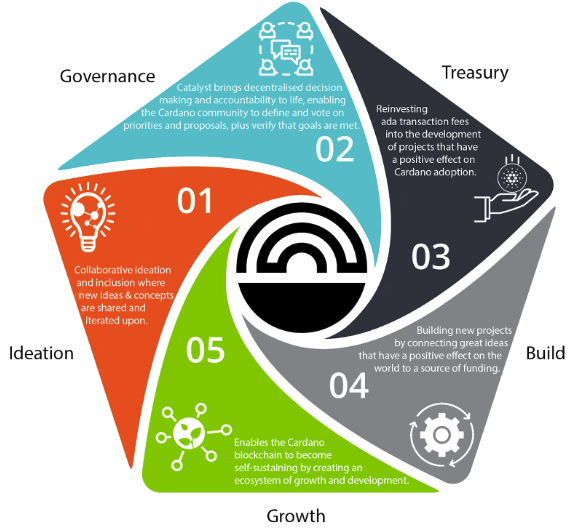 Governance
Catalyst brings decentralised decision
making and accountability to life, enabling
the Cardano community to define and vote on
priorities and proposals, plus verify that goals are met.
02
Treasury
Reinvesting
ada transaction fees
into the development
of projects that have
a positive effect on
Cardano adoption.
03
01
Collaborative ideation
and inclusion where
new ideas & concepts
are shared and
iterated upon.
Ideation
Building new projects
by connecting great ideas
that have a positive effect on the
world to a source of funding.
04
Build
05
Enables the Cardano
blockchain to become
self-sustaining by creating an
ecosystem of growth and development.
Growth